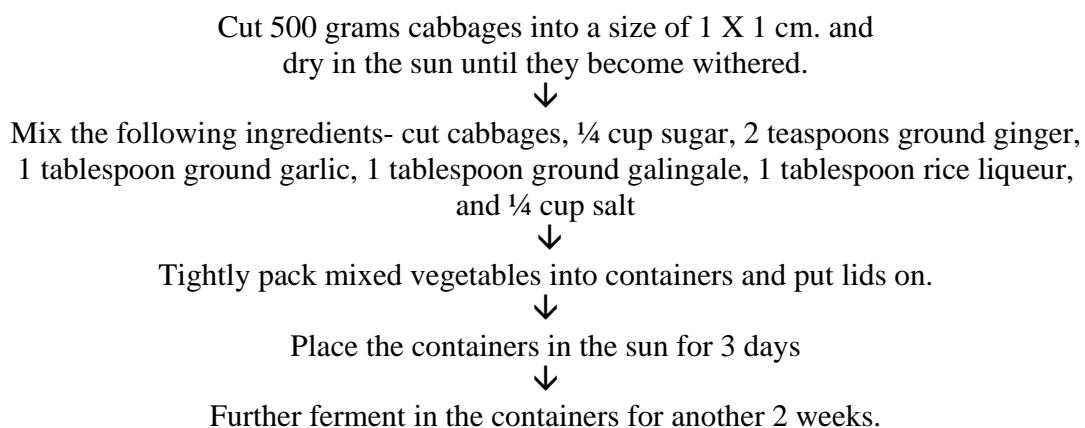 Cut 500 grams cabbages into a size of 1 X 1 cm. and
dry in the sun until they become withered.
↓
Mix the following ingredients- cut cabbages, ¼ cup sugar, 2 teaspoons ground ginger,
1 tablespoon ground garlic, 1 tablespoon ground galingale, 1 tablespoon rice liqueur,
and ¼ cup salt
↓
Tightly pack mixed vegetables into containers and put lids on.
↓
Place the containers in the sun for 3 days
↓
Further ferment in the containers for another 2 weeks.